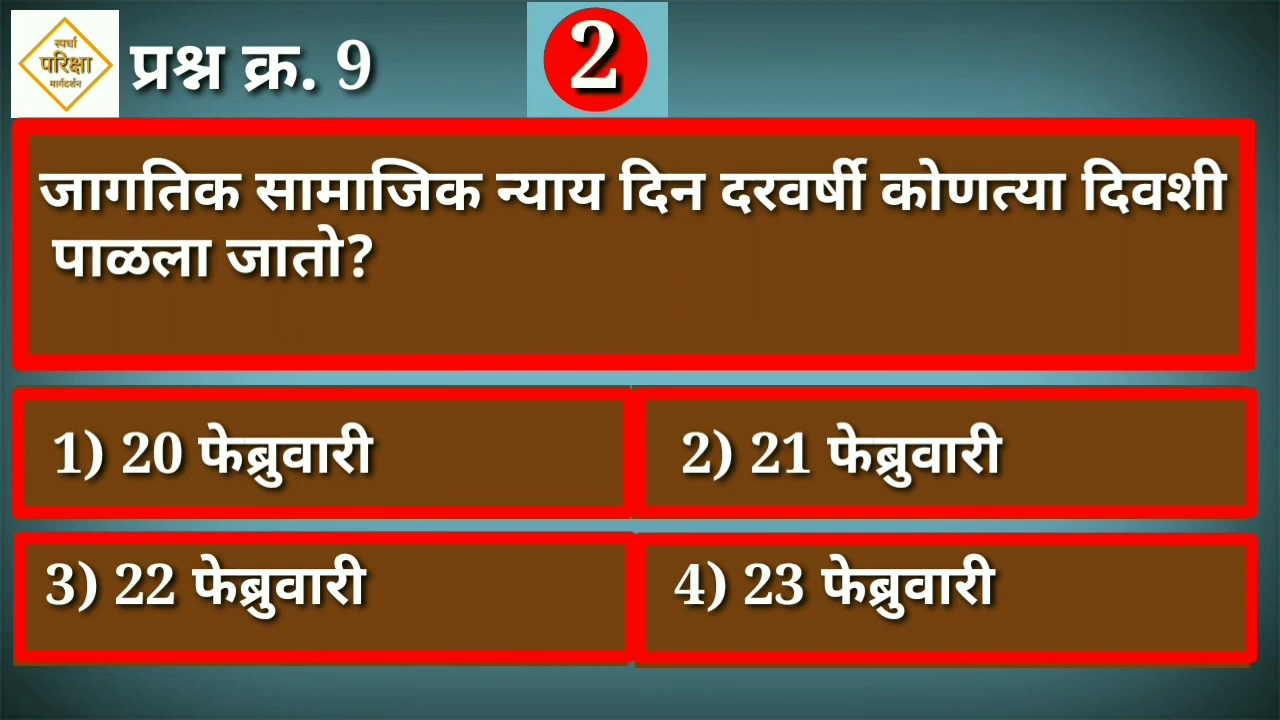 स्पर्धा
परिक्षा
मार्गदर्शन
प्रश्न क्र. 9
2
जागतिक सामाजिक न्याय दिन दरवर्षी कोणत्या दिवशी
पाळला जातो?
1) 20 फेब्रुवारी
2) 21 फेब्रुवारी
3) 22 फेब्रुवारी
4) 23 फेब्रुवारी